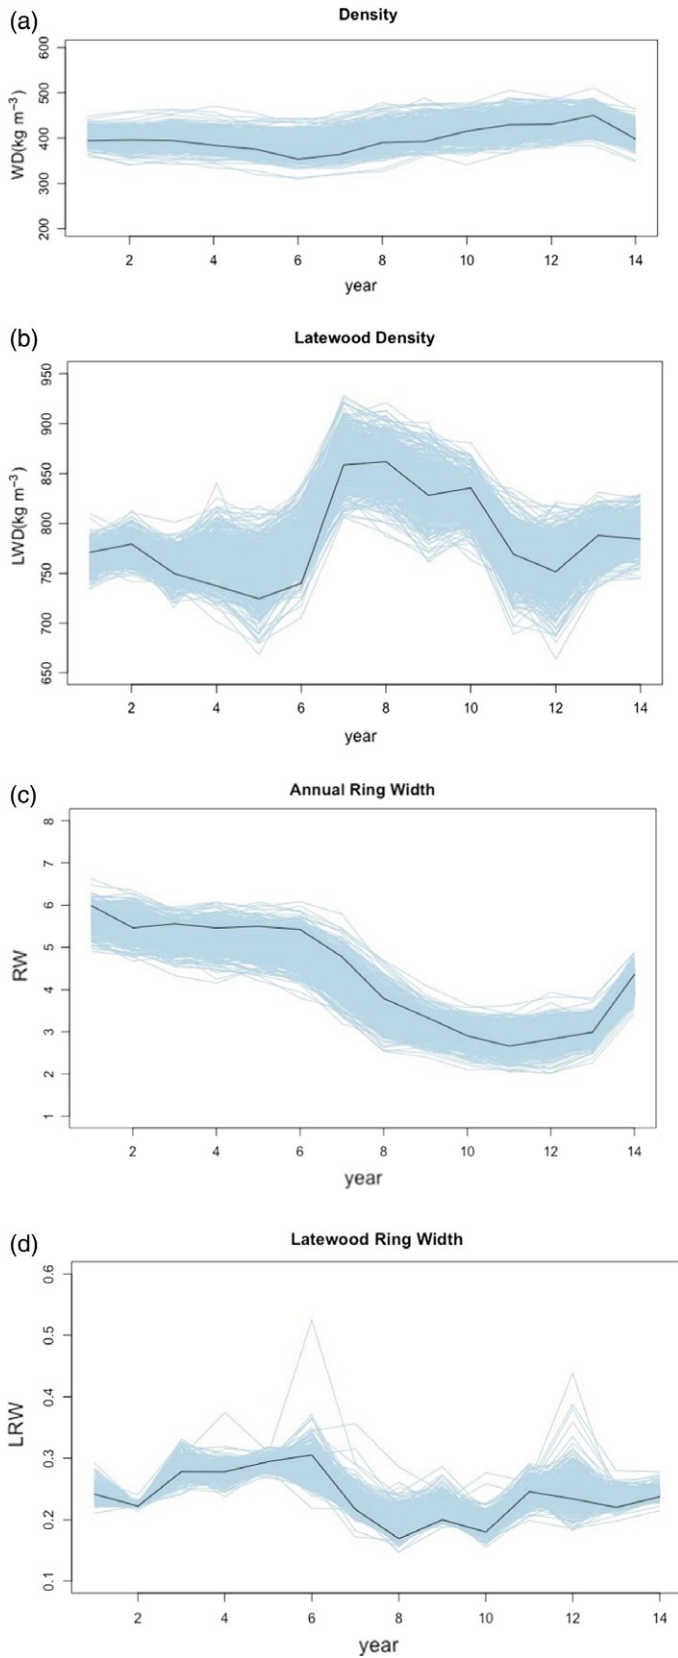 (a)
Density
WD(kg m⁻³)
600
500
400
300
200
2 4 6 8 10 12 14
year
(b)
Latewood Density
LWD(kg m⁻³)
950
900
850
800
750
700
650
2 4 6 8 10 12 14
year
(c)
Annual Ring Width
RW
8
7
6
5
4
3
2
1
2 4 6 8 10 12 14
year
(d)
Latewood Ring Width
LRW
0.6
0.5
0.4
0.3
0.2
0.1
2 4 6 8 10 12 14
year